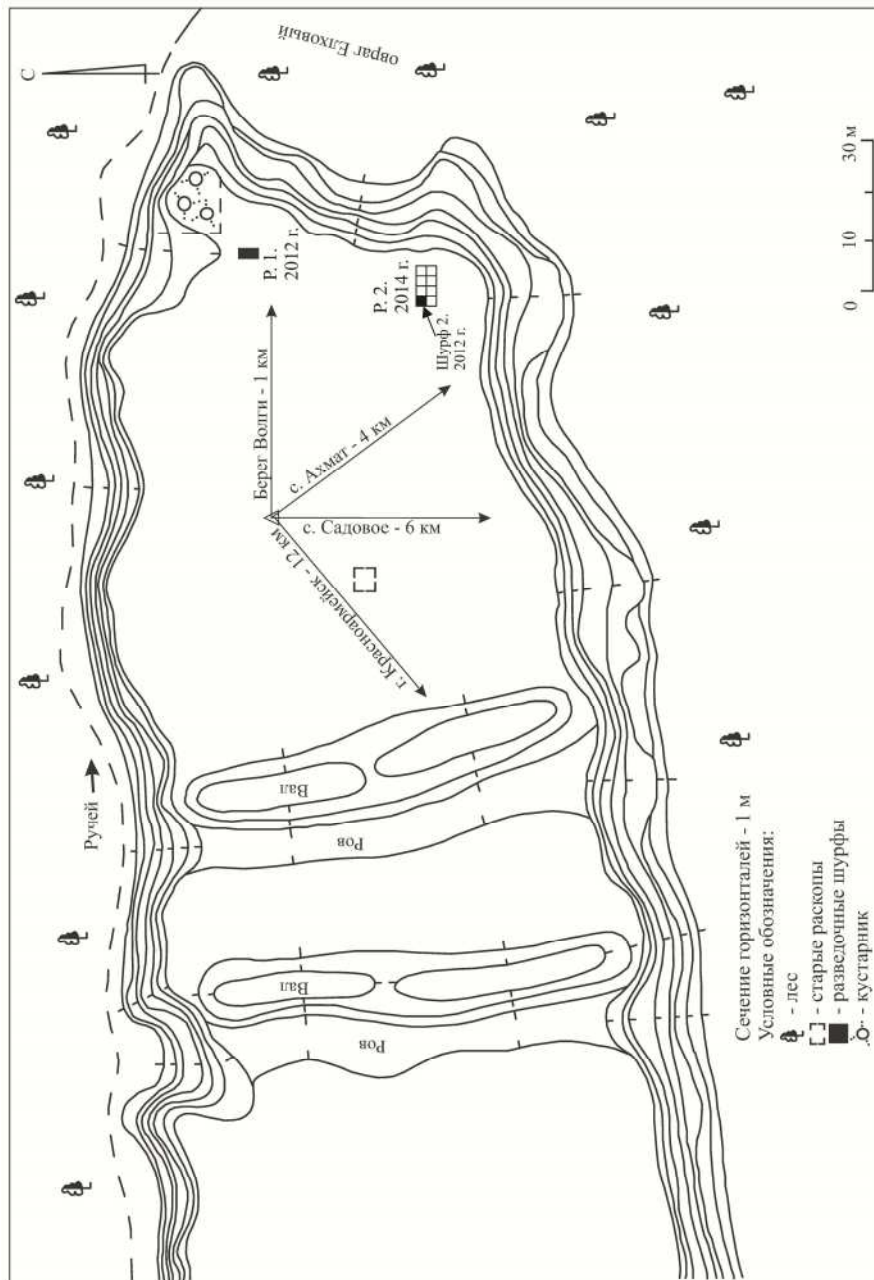 С
овраг Елховый
Ручей
Р. 1.
2012 г.
Р. 2.
2014 г.
Шурф 2.
2012 г.
Берег Волги - 1 км
с. Ахмат - 4 км
с. Садовое - 6 км
г. Красноармейск - 12 км
Вал
Ров
Вал
Ров
Сечение горизонталей - 1 м
Условные обозначения:
- лес
- старые раскопы
- разведочные шурфы
- кустарник
0 10 30 м